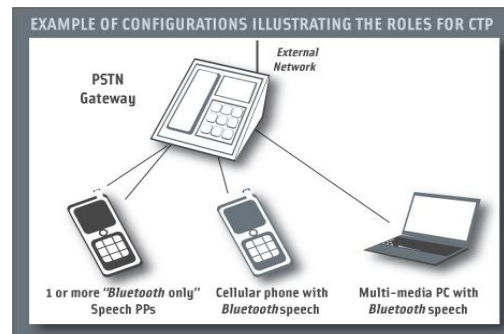 EXAMPLE OF CONFIGURATIONS ILLUSTRATING THE ROLES FOR CTP
External
Network
PSTN
Gateway
1 or more "Bluetooth only"
Speech PPs
Cellular phone with
Bluetooth speech
Multi-media PC with
Bluetooth speech